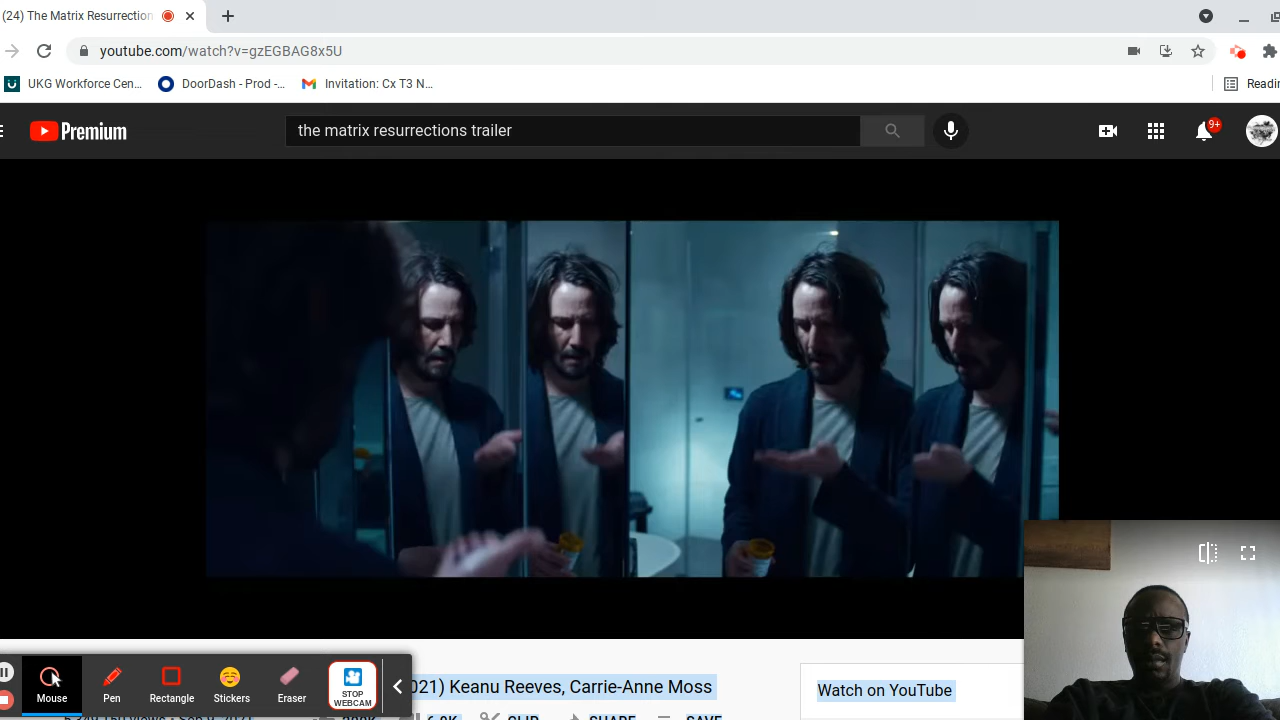 (24) The Matrix Resurrection
youtube.com/watch?v=gzEGBAG8x5U
UKG Workforce Cen... DoorDash - Prod -... Invitation: Cx T3 N... Readin
Premium the matrix resurrections trailer 9+
021) Keanu Reeves, Carrie-Anne Moss
Watch on YouTube
Mouse Pen Rectangle Stickers Eraser STOP WEBCAM
CLIP SHARE SAVE